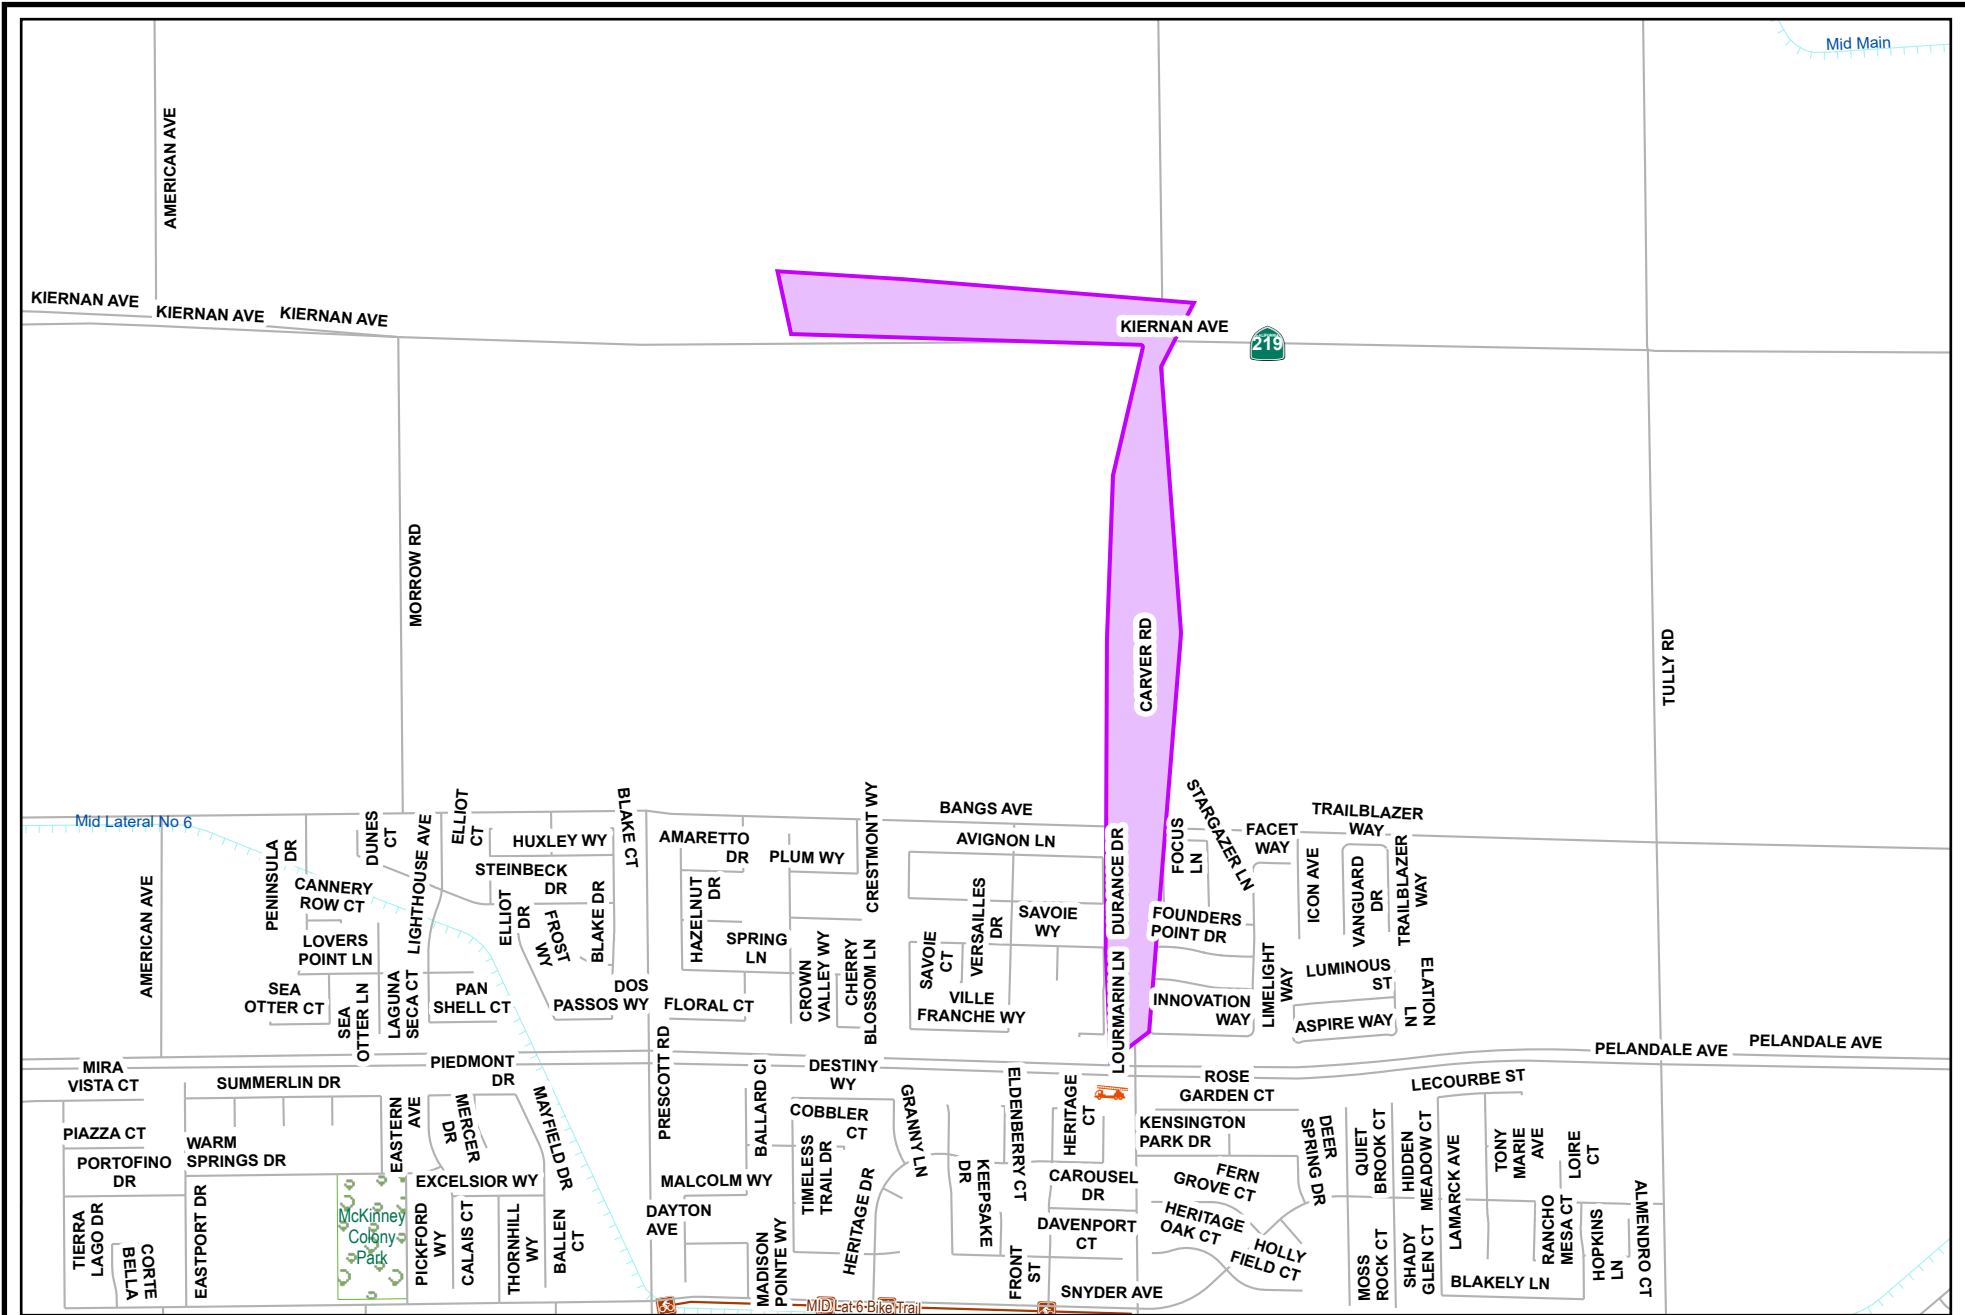 Mid Main
AMERICAN AVE
KIERNAN AVE
KIERNAN AVE
KIERNAN AVE
KIERNAN AVE
219
MORROW RD
CARVER RD
TULLY RD
Mid Lateral No 6
PENINSULA
DR
DUNES
CT
LIGHTHOUSE AVE
ELLIOT
CT
HUXLEY WY
BLAKE CT
STEINBECK
DR
CANNERY
ROW CT
ELLIOT
DR
FROST
WY
BLAKE DR
LOVERS
POINT LN
AMERICAN AVE
SEA
OTTER CT
SEA
OTTER LN
LAGUNA
SECA CT
PAN
SHELL CT
DOS
PASSOS WY
AMARETTO
DR
PLUM WY
CRESTMONT WY
HAZELNUT
DR
SPRING
LN
FLORAL CT
CROWN
VALLEY WY
CHERRY
BLOSSOM LN
BANGS AVE
AVIGNON LN
VERSAILLES
DR
SAVOIE
WY
SAVOIE
CT
VILLE
FRANCHE WY
DURANCE DR
LOURMARIN LN
FOCUS
LN
STARGAZER LN
FACET
WAY
TRAILBLAZER
WAY
ICON AVE
VANGUARD
DR
TRAILBLAZER
WAY
FOUNDERS
POINT DR
LIMELIGHT
WAY
LUMINOUS
ST
ELATION
LN
INNOVATION
WAY
ASPIRE WAY
PELANDALE AVE
PELANDALE AVE
MIRA
VISTA CT
SUMMERLIN DR
PIEDMONT
DR
PRESCOTT RD
DESTINY
WY
ROSE
GARDEN CT
LECOURBE ST
PIAZZA CT
PORTOFINO
DR
WARM
SPRINGS DR
EASTERN
AVE
MERCER
DR
MAYFIELD DR
BALLARD CI
COBBLER
CT
GRANNY LN
ELDENBERRY CT
HERITAGE
CT
KENSINGTON
PARK DR
DEER
SPRING DR
QUIET
BROOK CT
HIDDEN
MEADOW CT
LAMARCK AVE
TONY
MARIE
AVE
LOIRE
CT
EXCELSIOR WY
MALCOLM WY
TIMELESS
TRAIL DR
HERITAGE DR
KEEPSAKE
DR
CAROUSEL
DR
FERN
GROVE CT
TIERRA
LAGO DR
CORTE
BELLA
EASTPORT DR
McKinney
Colony
Park
PICKFORD
WY
CALAIS CT
THORNHILL
WY
BALLEN
CT
DAYTON
AVE
MADISON
POINTE WY
FRONT
ST
DAVENPORT
CT
HERITAGE
OAK CT
HOLLY
FIELD CT
MOSS
ROCK CT
SHADY
GLEN CT
RANCHO
MESA CT
HOPKINS
LN
ALMENDRO CT
BLAKELY LN
SNYDER AVE
MID Lat 6 Bike Trail